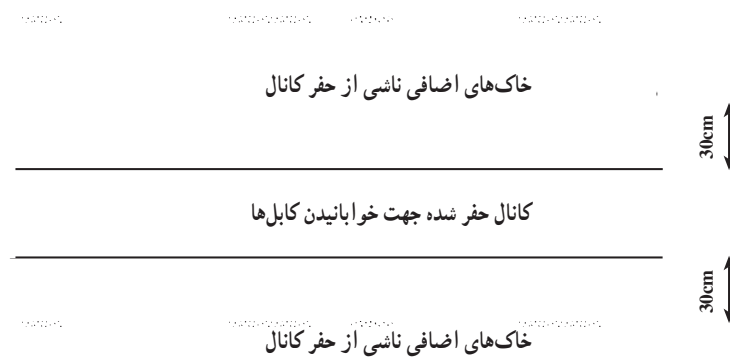 خاک‌های اضافی ناشی از حفر کانال
30cm
کانال حفر شده جهت خوابانیدن کابل‌ها
30cm
خاک‌های اضافی ناشی از حفر کانال